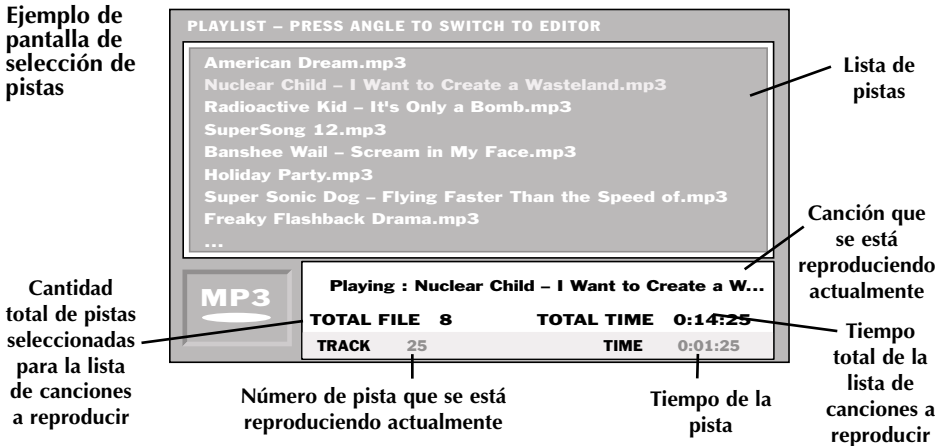 Ejemplo de
pantalla de
selección de
pistas
PLAYLIST – PRESS ANGLE TO SWITCH TO EDITOR
American Dream.mp3
Nuclear Child – I Want to Create a Wasteland.mp3
Radioactive Kid – It's Only a Bomb.mp3
SuperSong 12.mp3
Banshee Wail – Scream in My Face.mp3
Holiday Party.mp3
Super Sonic Dog – Flying Faster Than the Speed of.mp3
Freaky Flashback Drama.mp3
...
Lista de
pistas
Canción que
se está
reproduciendo
actualmente
MP3
Playing : Nuclear Child – I Want to Create a W...
TOTAL FILE 8 TOTAL TIME 0:14:25
TRACK 25 TIME 0:01:25
Cantidad
total de pistas
seleccionadas
para la lista
de canciones
a reproducir
Número de pista que se está
reproduciendo actualmente
Tiempo de la
pista
Tiempo
total de la
lista de
canciones a
reproducir